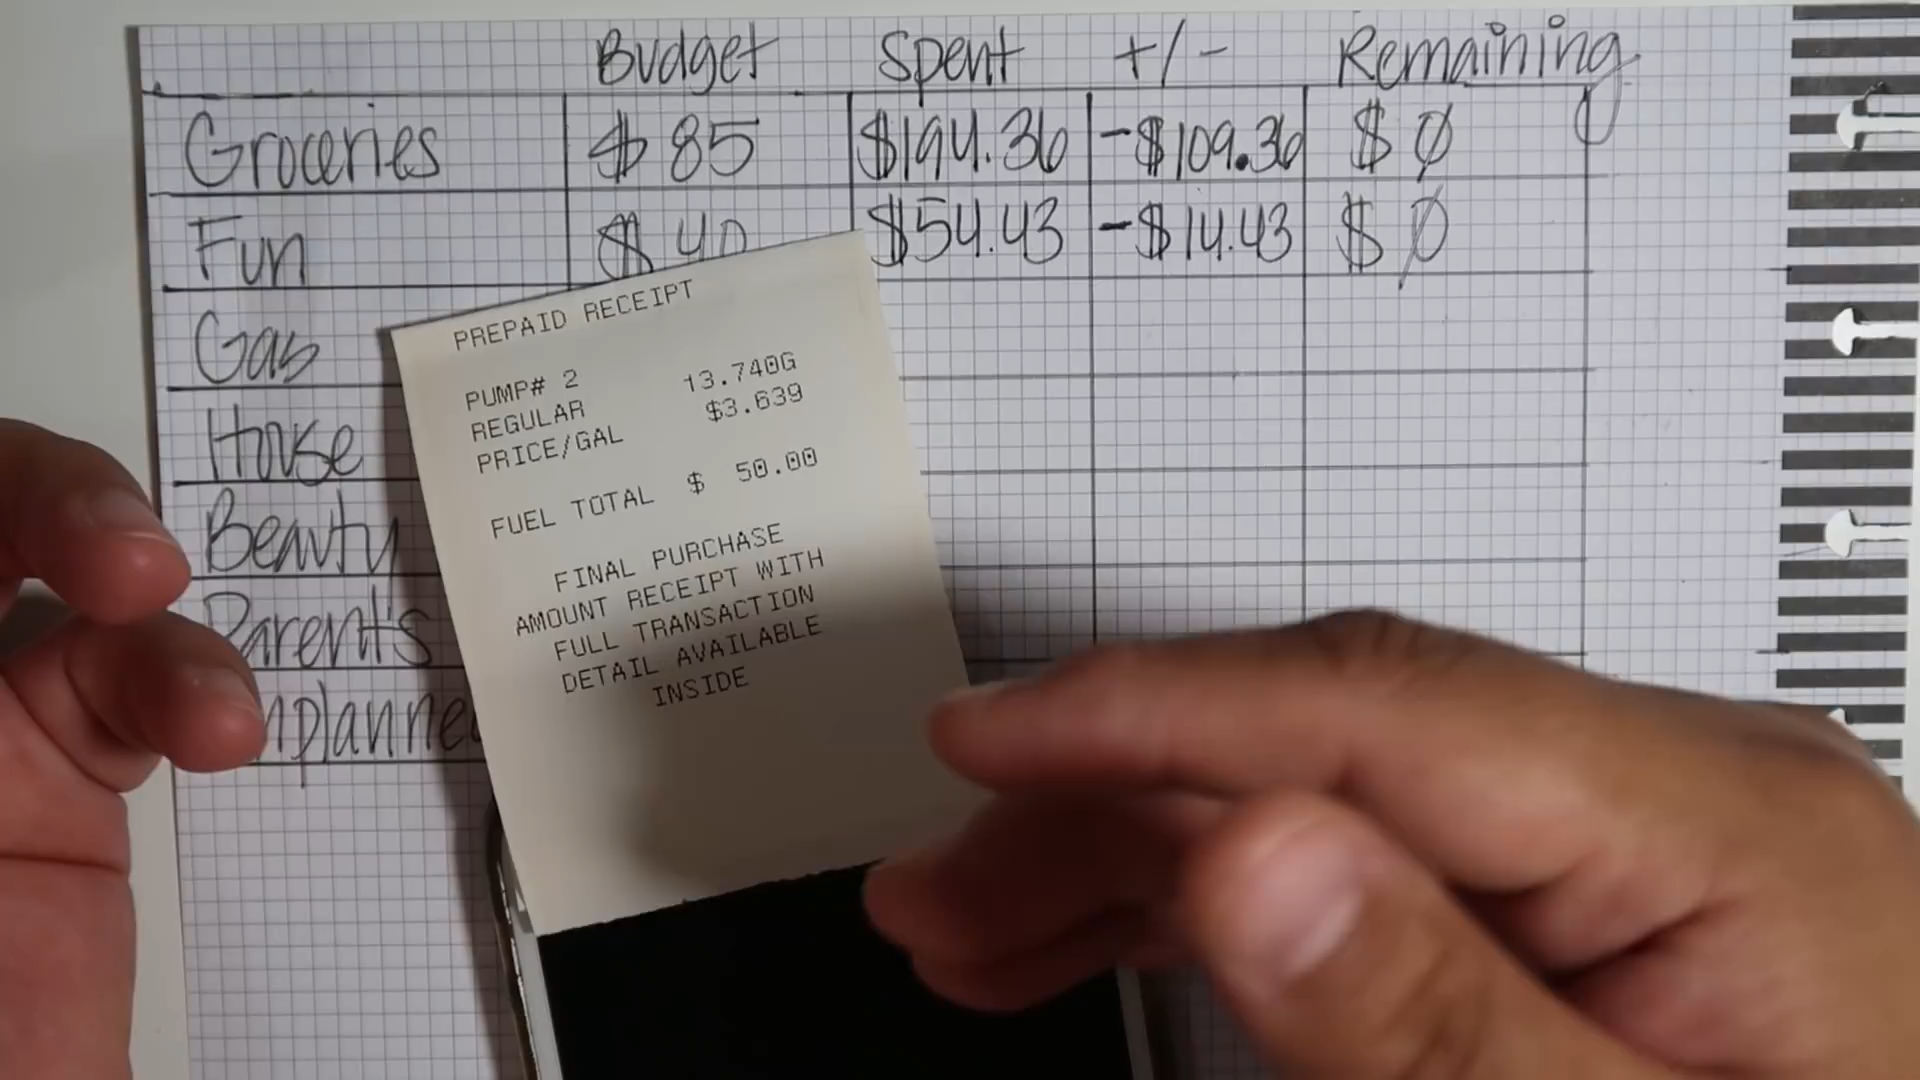 Budget Spent +/- Remaining
Groceries $85 $194.36 -$109.36 $0
Fun $40 $54.43 -$14.43 $0
Gas
House
Beauty
Parent's
PREPAID RECEIPT
PUMP# 2 13.740G
REGULAR $3.639
PRICE/GAL
FUEL TOTAL $ 50.00
FINAL PURCHASE
AMOUNT RECEIPT WITH
FULL TRANSACTION
DETAIL AVAILABLE
INSIDE